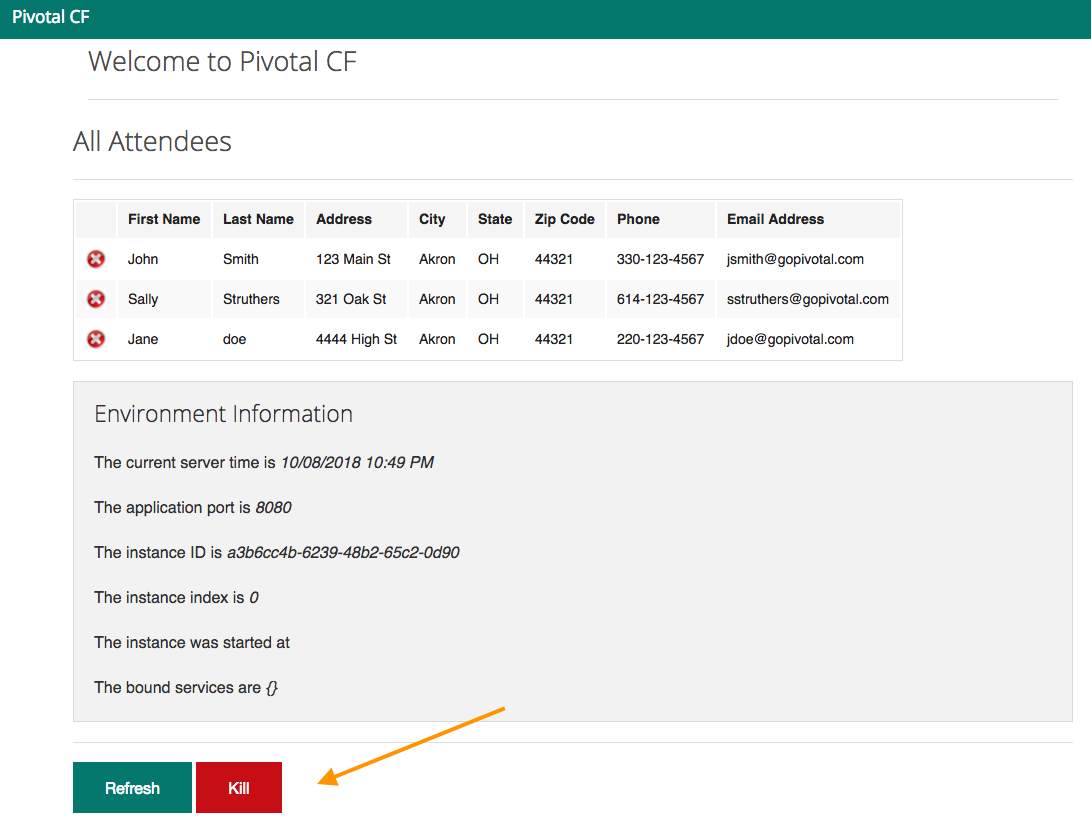 Pivotal CF
Welcome to Pivotal CF
All Attendees
First Name Last Name Address City State Zip Code Phone Email Address
John Smith 123 Main St Akron OH 44321 330-123-4567 jsmith@gopivotal.com
Sally Struthers 321 Oak St Akron OH 44321 614-123-4567 sstruthers@gopivotal.com
Jane doe 4444 High St Akron OH 44321 220-123-4567 jdoe@gopivotal.com
Environment Information
The current server time is 10/08/2018 10:49 PM
The application port is 8080
The instance ID is a3b6cc4b-6239-48b2-65c2-0d90
The instance index is 0
The instance was started at
The bound services are {}
Refresh Kill